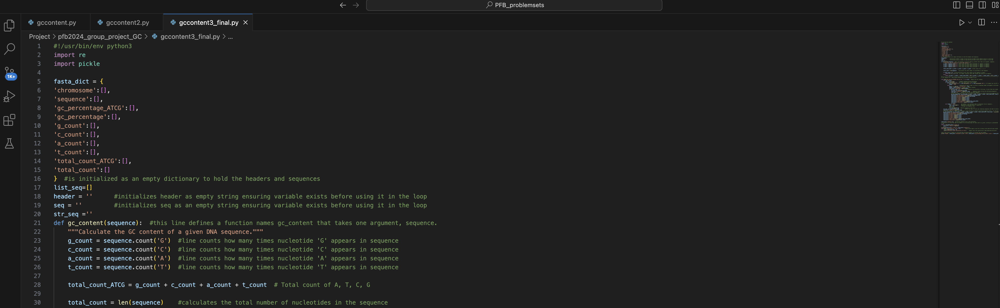 PFB_problemsets
gccontent.py
gccontent2.py
gccontent3_final.py
Project > pfb2024_group_project_GC > gccontent3_final.py > ...
1K+
1 #!/usr/bin/env python3
2 import re
3 import pickle
4
5 fasta_dict = {
6 'chromosome':[],
7 'sequence':[],
8 'gc_percentage_ATCG':[],
9 'gc_percentage':[],
10 'g_count':[],
11 'c_count':[],
12 'a_count':[],
13 't_count':[],
14 'total_count_ATCG':[],
15 'total_count':[]
16 }  #is initialized as an empty dictionary to hold the headers and sequences
17 list_seq=[]
18 header = ''      #initializes header as empty string ensuring variable exists before using it in the loop
19 seq = ''         #initializes seq as an empty string ensuring variable exists before using it in the loop
20 str_seq =''
21 def gc_content(sequence):  #this line defines a function names gc_content that takes one argument, sequence.
22     """Calculate the GC content of a given DNA sequence."""
23     g_count = sequence.count('G')  #line counts how many times nucleotide 'G' appears in sequence
24     c_count = sequence.count('C')  #line counts how many times nucleotide 'C' appears in sequence
25     a_count = sequence.count('A')  #line counts how many times nucleotide 'A' appears in sequence
26     t_count = sequence.count('T')  #line counts how many times nucleotide 'T' appears in sequence
27
28     total_count_ATCG = g_count + c_count + a_count + t_count  # Total count of A, T, C, G
29
30     total_count = len(sequence)    #calculates the total number of nucleotides in the sequence